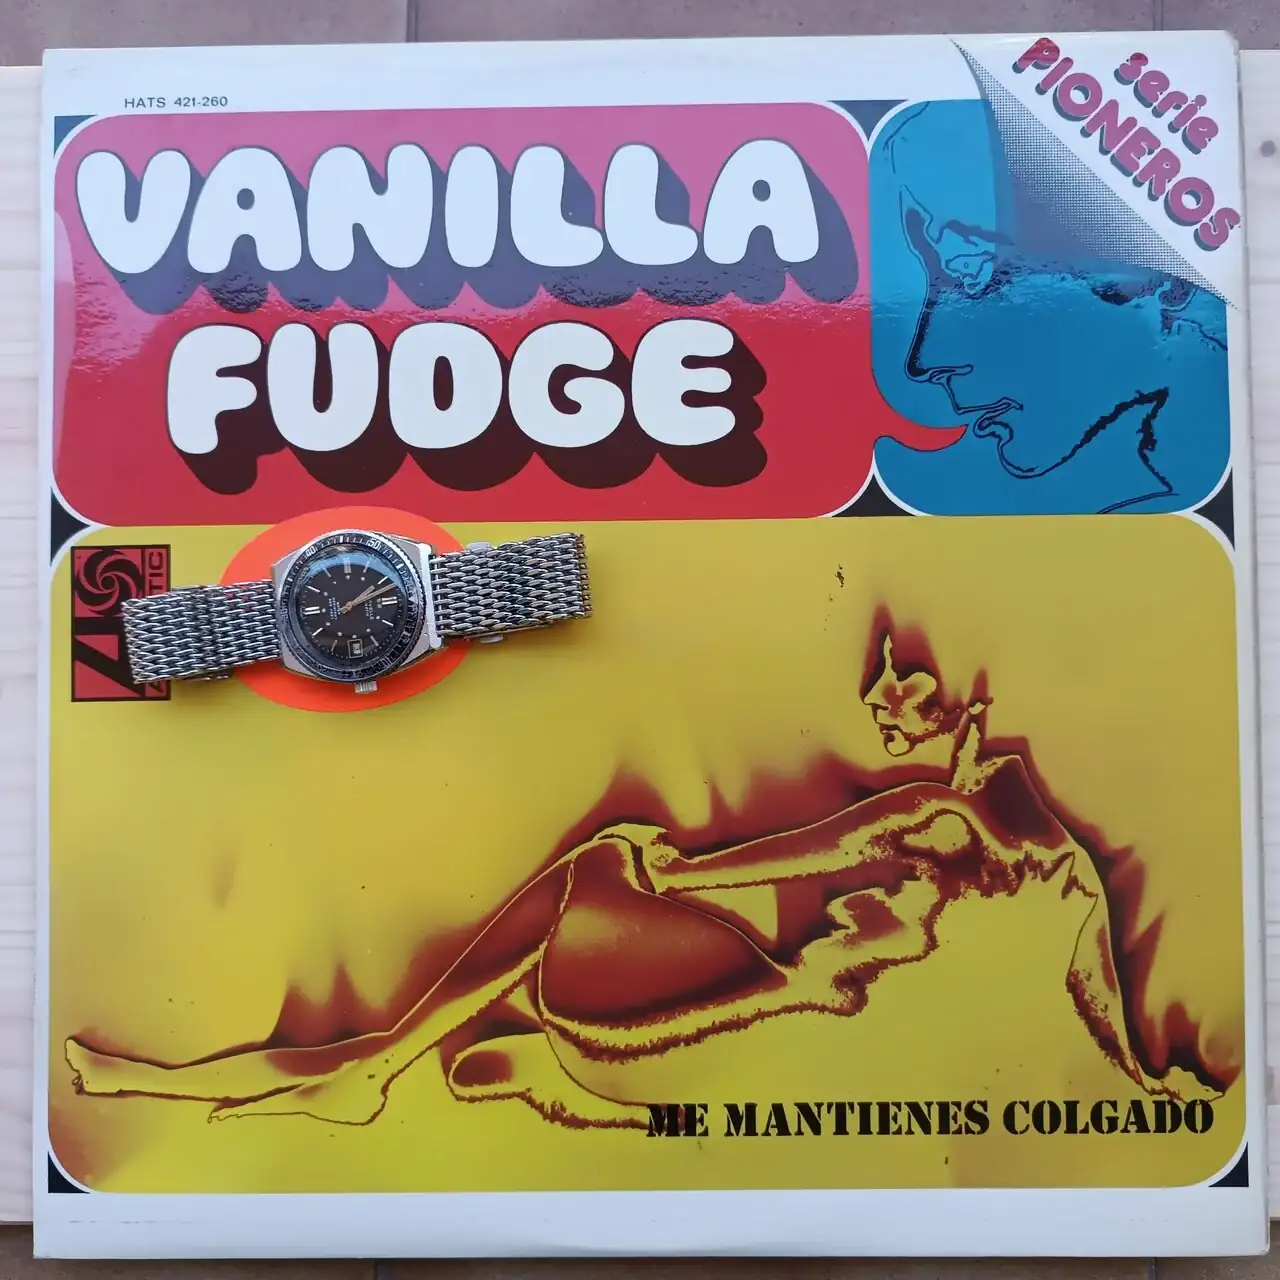 HATS 421-260
serie
PIONEROS
VANILLA
FUDGE
ME MANTIENES COLGADO